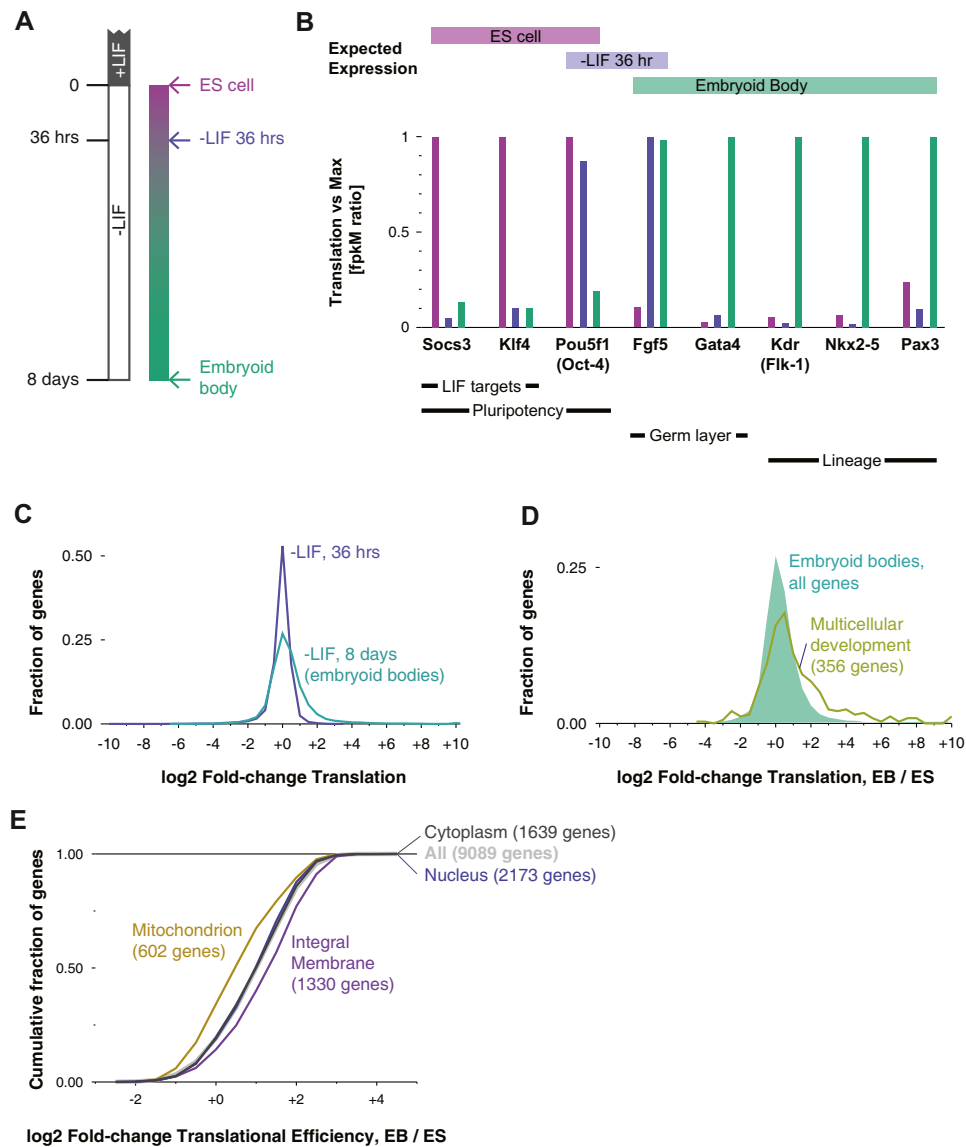 A
+LIF
0
ES cell
36 hrs
-LIF 36 hrs
-LIF
8 days
Embryoid
body
B
Expected
Expression
ES cell
-LIF 36 hr
Embryoid Body
Translation vs Max
[fpkM ratio]
1
0.5
0
Socs3 Klf4 Pou5f1 Fgf5 Gata4 Kdr Nkx2-5 Pax3
(Oct-4) (Flk-1)
LIF targets
Pluripotency
Germ layer
Lineage
C
Fraction of genes
0.50
0.25
0.00
-LIF, 36 hrs
-LIF, 8 days
(embryoid bodies)
-10 -8 -6 -4 -2 +0 +2 +4 +6 +8 +10
log2 Fold-change Translation
D
Fraction of genes
0.25
0.00
Embryoid bodies,
all genes
Multicellular
development
(356 genes)
-10 -8 -6 -4 -2 +0 +2 +4 +6 +8 +10
log2 Fold-change Translation, EB / ES
E
Cumulative fraction of genes
1.00
0.50
0.00
Cytoplasm (1639 genes)
All (9089 genes)
Nucleus (2173 genes)
Mitochondrion
(602 genes)
Integral
Membrane
(1330 genes)
-2 +0 +2 +4
log2 Fold-change Translational Efficiency, EB / ES